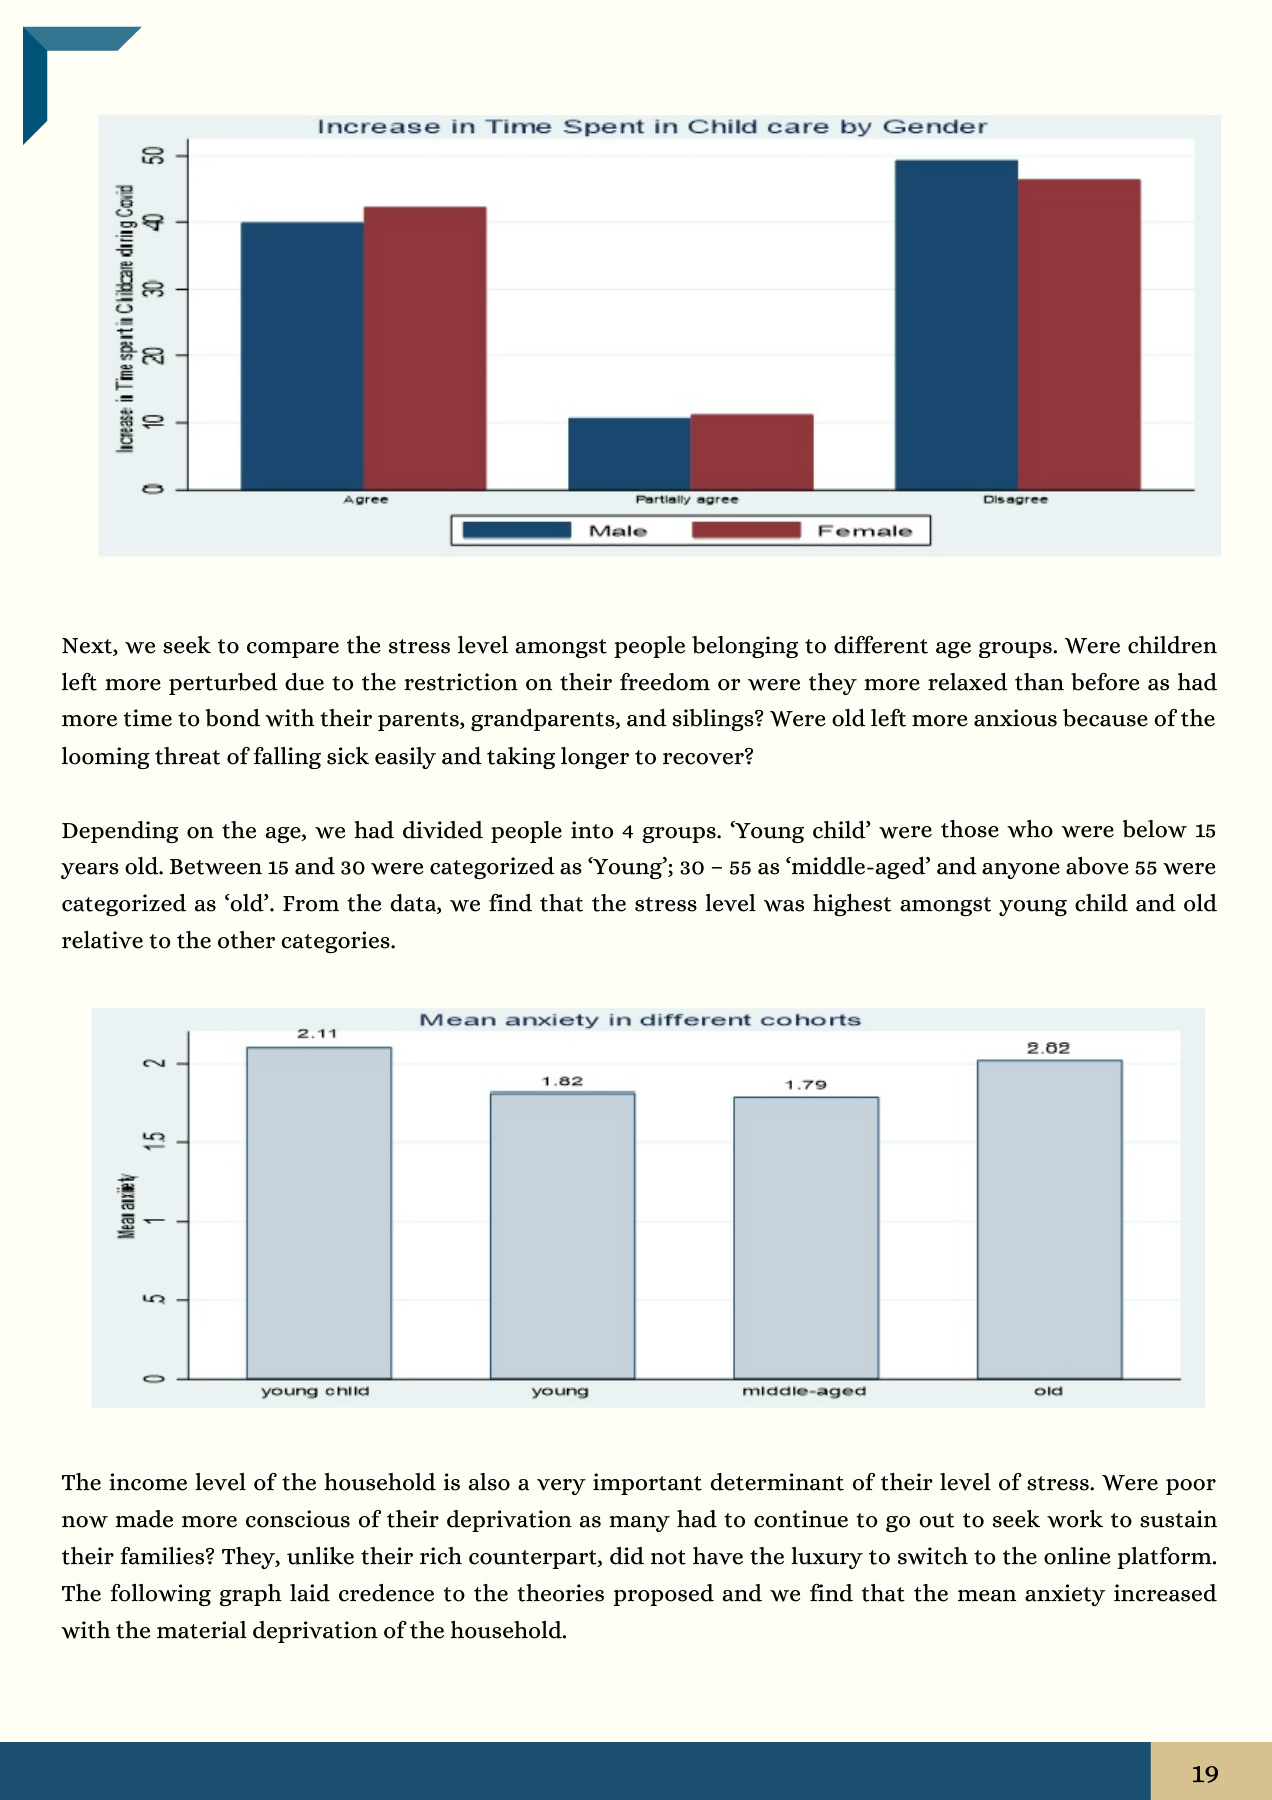 Increase in Time Spent in Child care by Gender
Increase in Time spent in Childcare during Covid
50
40
30
20
10
0
Agree Partially agree Disagree
Male Female
Next, we seek to compare the stress level amongst people belonging to different age groups. Were children
left more perturbed due to the restriction on their freedom or were they more relaxed than before as had
more time to bond with their parents, grandparents, and siblings? Were old left more anxious because of the
looming threat of falling sick easily and taking longer to recover?
Depending on the age, we had divided people into 4 groups. ‘Young child’ were those who were below 15
years old. Between 15 and 30 were categorized as ‘Young’; 30 – 55 as ‘middle-aged’ and anyone above 55 were
categorized as ‘old’. From the data, we find that the stress level was highest amongst young child and old
relative to the other categories.
Mean anxiety in different cohorts
Mean anxiety
2
1.5
1
.5
0
2.11
1.82
1.79
young child young middle-aged old
The income level of the household is also a very important determinant of their level of stress. Were poor
now made more conscious of their deprivation as many had to continue to go out to seek work to sustain
their families? They, unlike their rich counterpart, did not have the luxury to switch to the online platform.
The following graph laid credence to the theories proposed and we find that the mean anxiety increased
with the material deprivation of the household.
19